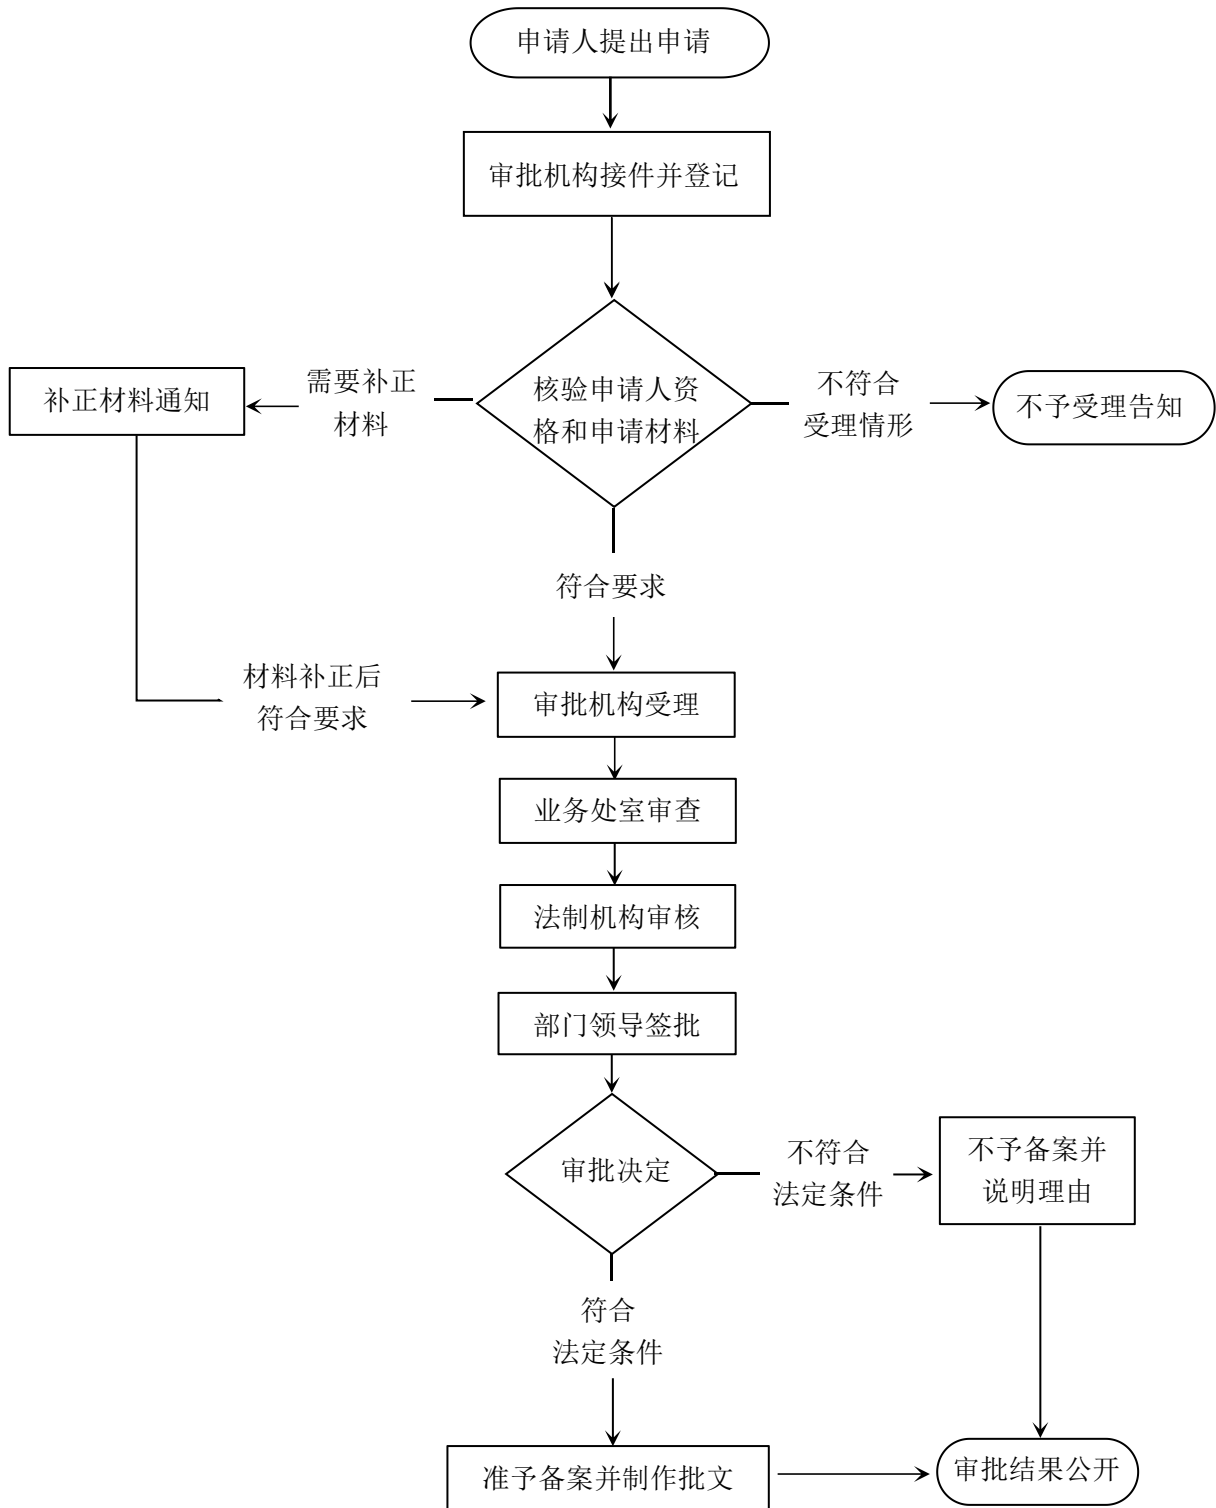 申请人提出申请
审批机构接件并登记
补正材料通知
需要补正
材料
核验申请人资
格和申请材料
不符合
受理情形
不予受理告知
符合要求
材料补正后
符合要求
审批机构受理
业务处室审查
法制机构审核
部门领导签批
审批决定
不符合
法定条件
不予备案并
说明理由
符合
法定条件
准予备案并制作批文
审批结果公开